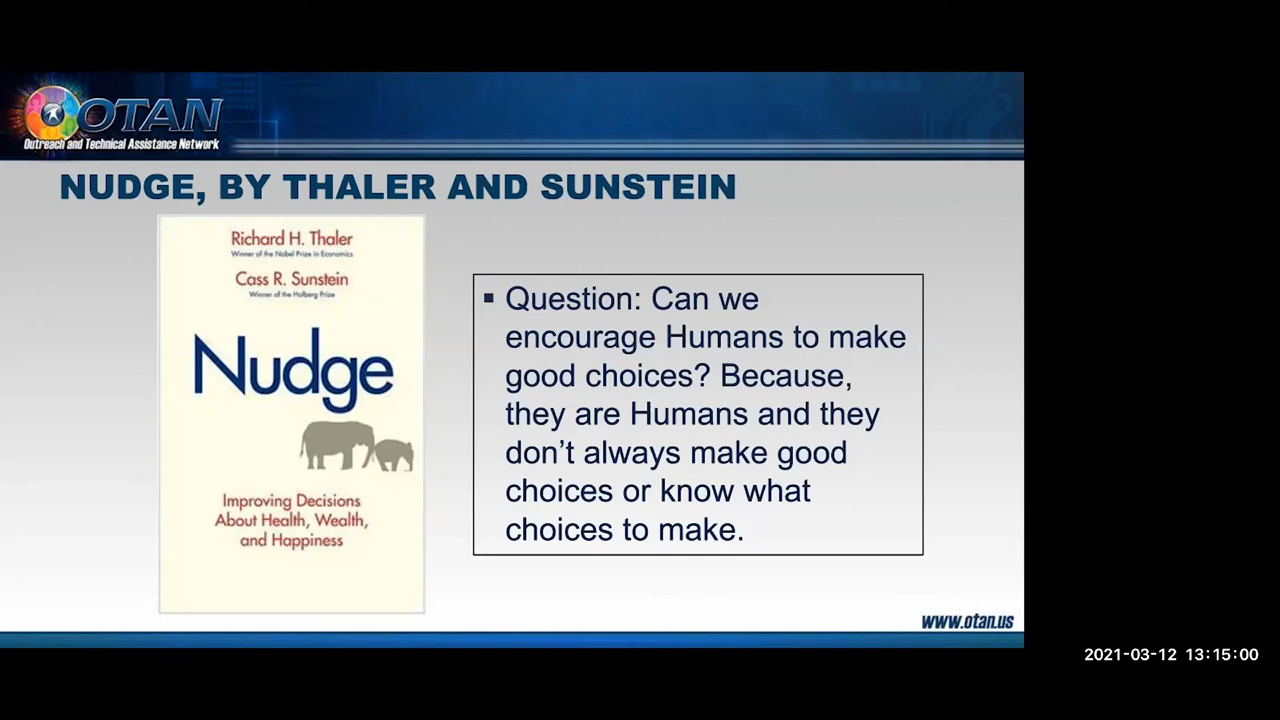 OTAN
Outreach and Technical Assistance Network
NUDGE, BY THALER AND SUNSTEIN
Richard H. Thaler
Winner of the Nobel Prize in Economics
Cass R. Sunstein
Winner of the Holberg Prize
Nudge
Improving Decisions
About Health, Wealth,
and Happiness
▪ Question: Can we
encourage Humans to make
good choices? Because,
they are Humans and they
don’t always make good
choices or know what
choices to make.
www.otan.us
2021-03-12 13:15:00